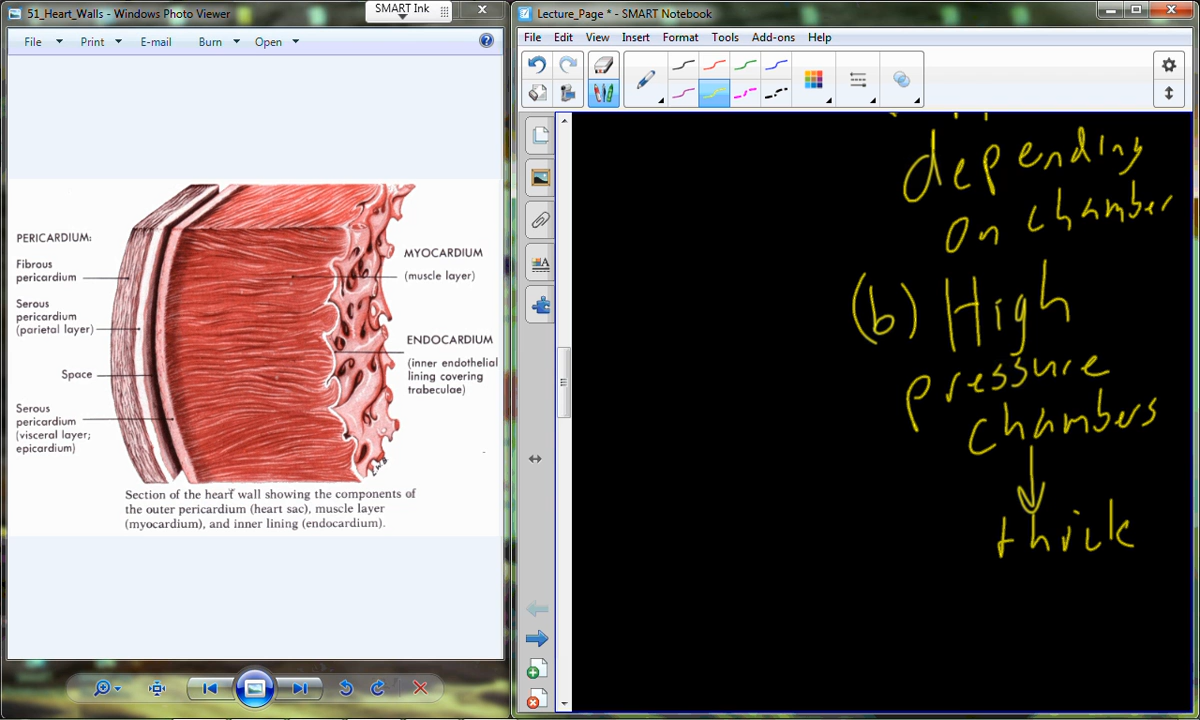 51_Heart_Walls - Windows Photo Viewer
SMART Ink
File Print E-mail Burn Open
PERICARDIUM:
Fibrous
pericardium
Serous
pericardium
(parietal layer)
Space
Serous
pericardium
(visceral layer;
epicardium)
MYOCARDIUM
(muscle layer)
ENDOCARDIUM
(inner endothelial
lining covering
trabeculae)
Section of the heart wall showing the components of
the outer pericardium (heart sac), muscle layer
(myocardium), and inner lining (endocardium).
Lecture_Page * - SMART Notebook
File Edit View Insert Format Tools Add-ons Help
depending
on chamber
(b) High
pressure
chambers
thick